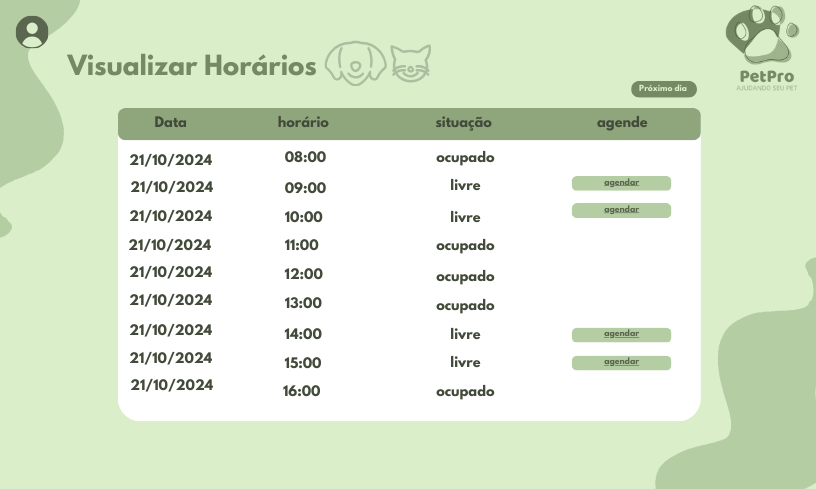 Visualizar Horários
PetPro
AJUDANDO SEU PET
Próximo dia
Data horário situação agende
21/10/2024 08:00 ocupado
21/10/2024 09:00 livre agendar
21/10/2024 10:00 livre agendar
21/10/2024 11:00 ocupado
21/10/2024 12:00 ocupado
21/10/2024 13:00 ocupado
21/10/2024 14:00 livre agendar
21/10/2024 15:00 livre agendar
21/10/2024 16:00 ocupado